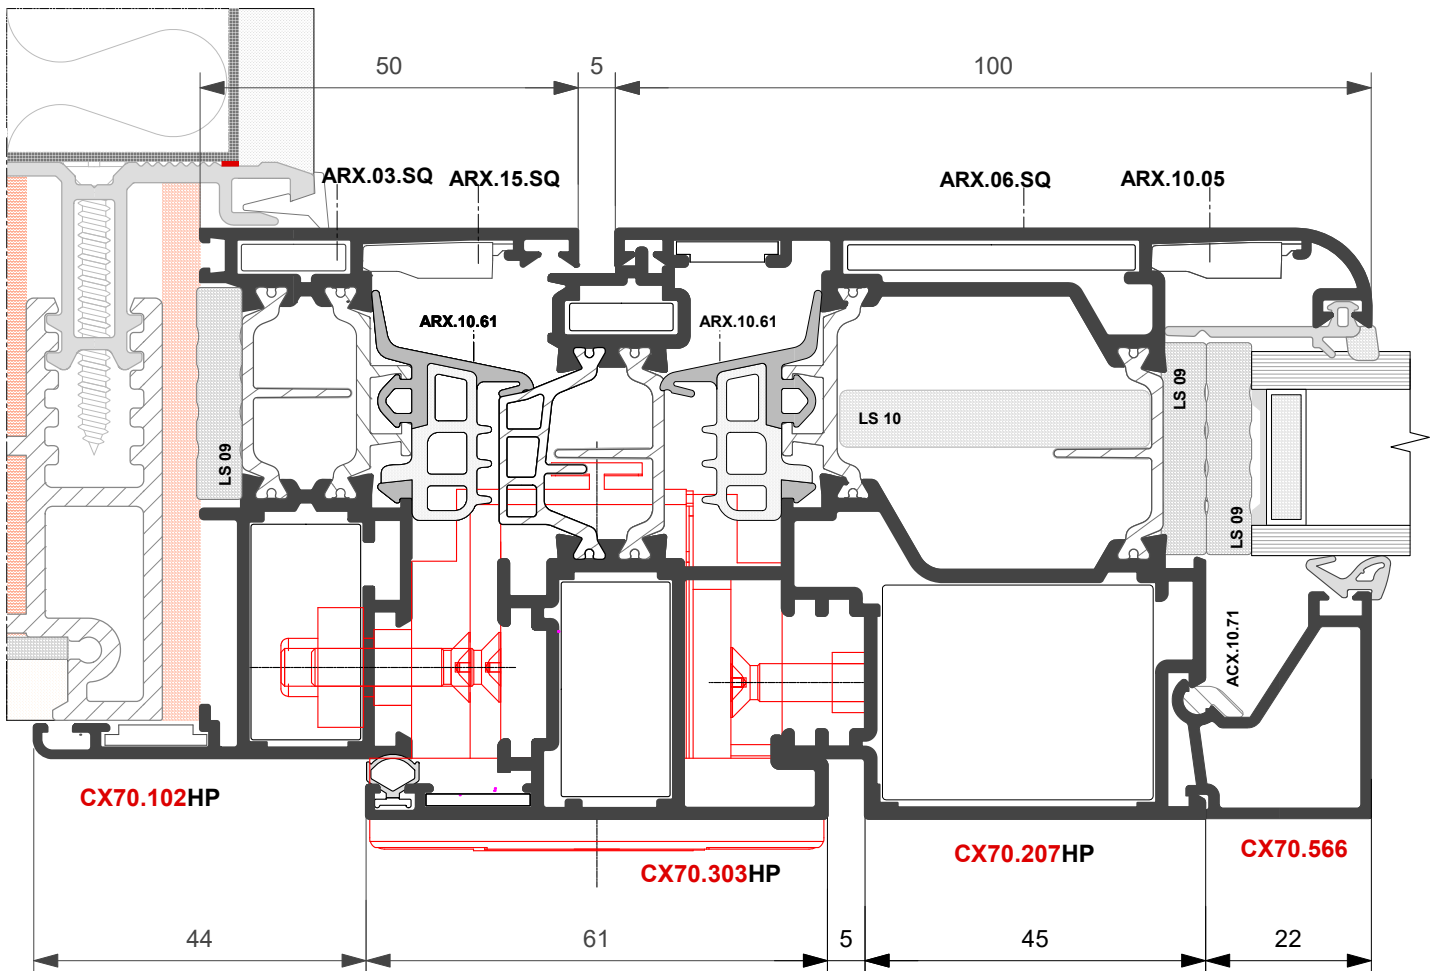 50 5 100
ARX.03.SQ ARX.15.SQ ARX.06.SQ ARX.10.05
ARX.10.61 ARX.10.61
LS 09
LS 10
LS 09
LS 09
ACX.10.71
CX70.102HP
CX70.303HP
CX70.207HP
CX70.566
44 61 5 45 22